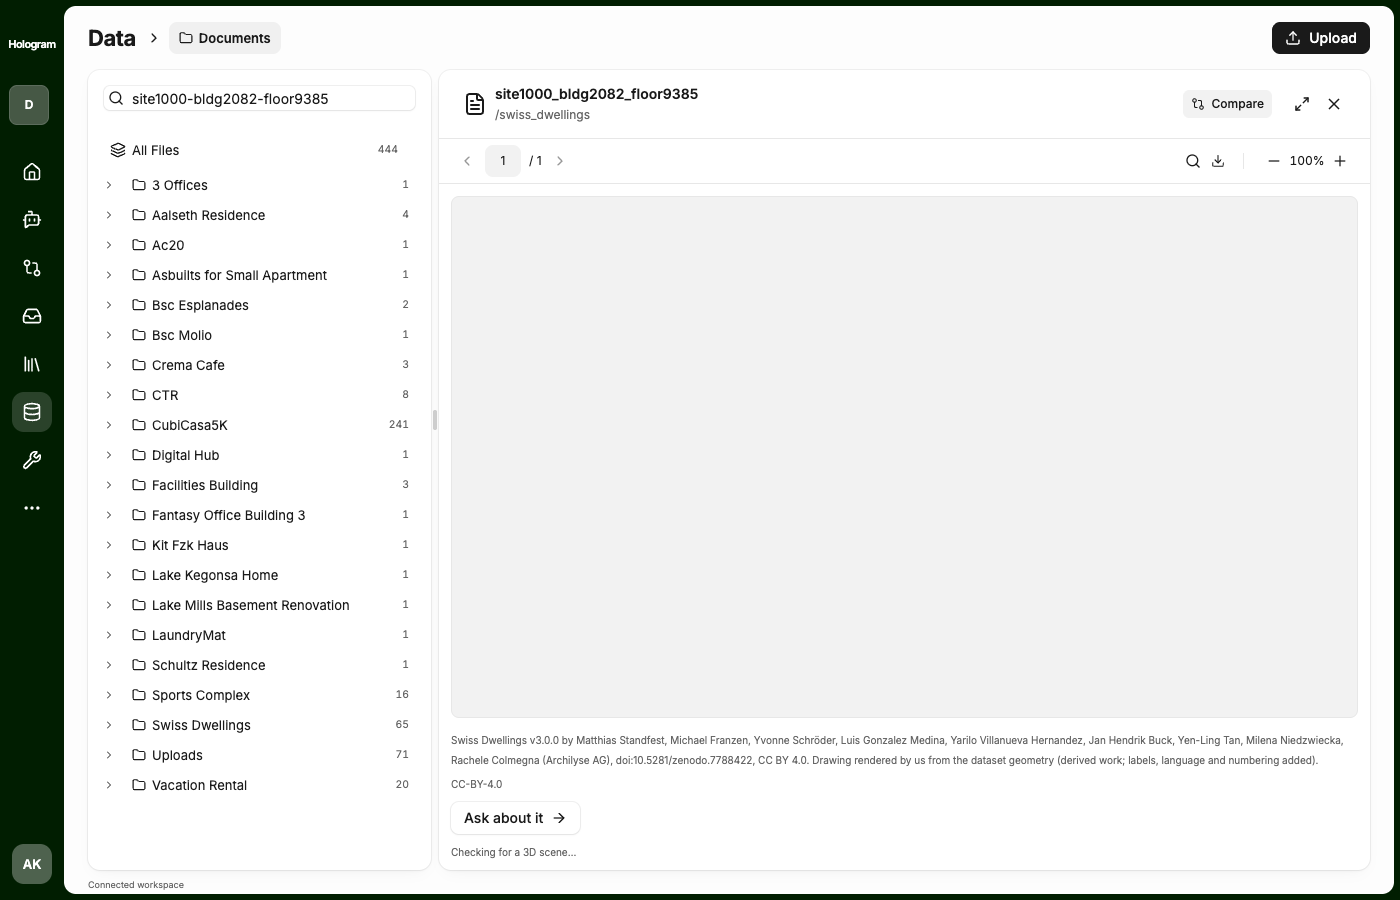 Hologram
Data
Documents
Upload
D
site1000-bldg2082-floor9385
All Files 444
3 Offices 1
Aalseth Residence 4
Ac20 1
Asbuilts for Small Apartment 1
Bsc Esplanades 2
Bsc Molio 1
Crema Cafe 3
CTR 8
CubiCasa5K 241
Digital Hub 1
Facilities Building 3
Fantasy Office Building 3 1
Kit Fzk Haus 1
Lake Kegonsa Home 1
Lake Mills Basement Renovation 1
LaundryMat 1
Schultz Residence 1
Sports Complex 16
Swiss Dwellings 65
Uploads 71
Vacation Rental 20
site1000_bldg2082_floor9385
/swiss_dwellings
Compare
1 / 1
100%
Swiss Dwellings v3.0.0 by Matthias Standfest, Michael Franzen, Yvonne Schröder, Luis Gonzalez Medina, Yarilo Villanueva Hernandez, Jan Hendrik Buck, Yen-Ling Tan, Milena Niedzwiecka,
Rachele Colmegna (Archilyse AG), doi:10.5281/zenodo.7788422, CC BY 4.0. Drawing rendered by us from the dataset geometry (derived work; labels, language and numbering added).
CC-BY-4.0
Ask about it
Checking for a 3D scene...
AK
Connected workspace